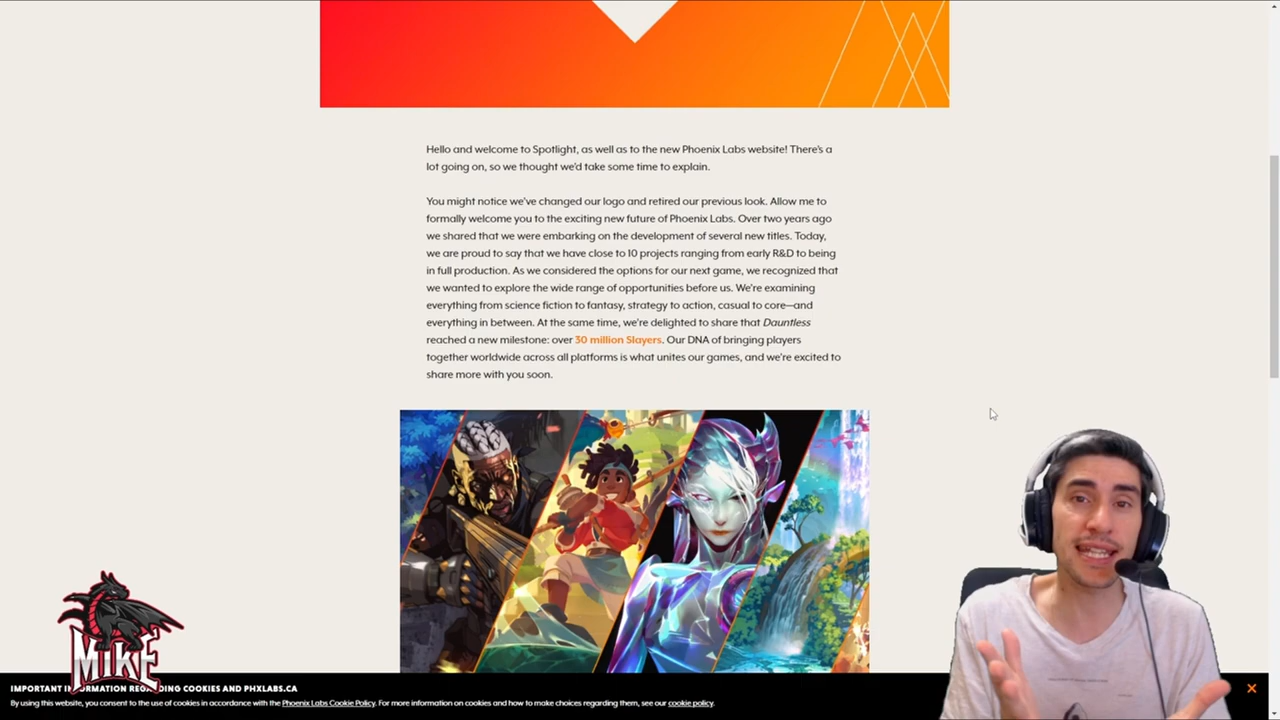 Hello and welcome to Spotlight, as well as to the new Phoenix Labs website! There's a
lot going on, so we thought we'd take some time to explain.
You might notice we've changed our logo and retired our previous look. Allow me to
formally welcome you to the exciting new future of Phoenix Labs. Over two years ago
we shared that we were embarking on the development of several new titles. Today,
we are proud to say that we have close to 10 projects ranging from early R&D to being
in full production. As we considered the options for our next game, we recognized that
we wanted to explore the wide range of opportunities before us. We're examining
everything from science fiction to fantasy, strategy to action, casual to core—and
everything in between. At the same time, we're delighted to share that Dauntless
reached a new milestone: over 30 million Slayers. Our DNA of bringing players
together worldwide across all platforms is what unites our games, and we're excited to
share more with you soon.
MIKE
IMPORTANT INFORMATION REGARDING COOKIES AND PHXLABS.CA
By using this website, you consent to the use of cookies in accordance with the Phoenix Labs Cookie Policy. For more information on cookies and how to make choices regarding them, see our cookie policy.